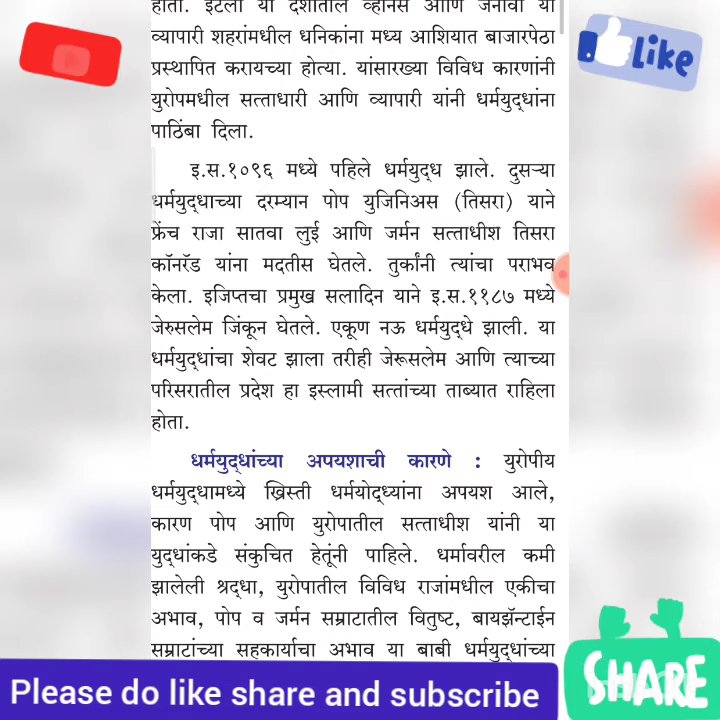 होता. इटली या देशातील व्हेनिस आणि जेनोवा या
व्यापारी शहरांमधील धनिकांना मध्य आशियात बाजारपेठा
प्रस्थापित करायच्या होत्या. यांसारख्या विविध कारणांनी
युरोपमधील सत्ताधारी आणि व्यापारी यांनी धर्मयुद्धांना
पाठिंबा दिला.
इ.स.१०९६ मध्ये पहिले धर्मयुद्ध झाले. दुसऱ्या
धर्मयुद्धाच्या दरम्यान पोप युजिनिअस (तिसरा) याने
फ्रेंच राजा सातवा लुई आणि जर्मन सत्ताधीश तिसरा
कॉनरॅड यांना मदतीस घेतले. तुर्कांनी त्यांचा पराभव
केला. इजिप्तचा प्रमुख सलादिन याने इ.स.११८७ मध्ये
जेरुसलेम जिंकून घेतले. एकूण नऊ धर्मयुद्धे झाली. या
धर्मयुद्धांचा शेवट झाला तरीही जेरूसलेम आणि त्याच्या
परिसरातील प्रदेश हा इस्लामी सत्तांच्या ताब्यात राहिला
होता.
धर्मयुद्धांच्या अपयशाची कारणे : युरोपीय
धर्मयुद्धामध्ये ख्रिस्ती धर्मयोद्ध्यांना अपयश आले,
कारण पोप आणि युरोपातील सत्ताधीश यांनी या
युद्धांकडे संकुचित हेतूंनी पाहिले. धर्मावरील कमी
झालेली श्रद्धा, युरोपातील विविध राजांमधील एकीचा
अभाव, पोप व जर्मन सम्राटातील वितुष्ट, बायझॅन्टाईन
सम्राटांच्या सहकार्याचा अभाव या बाबी धर्मयुद्धांच्या
Like
Please do like share and subscribe
SHARE